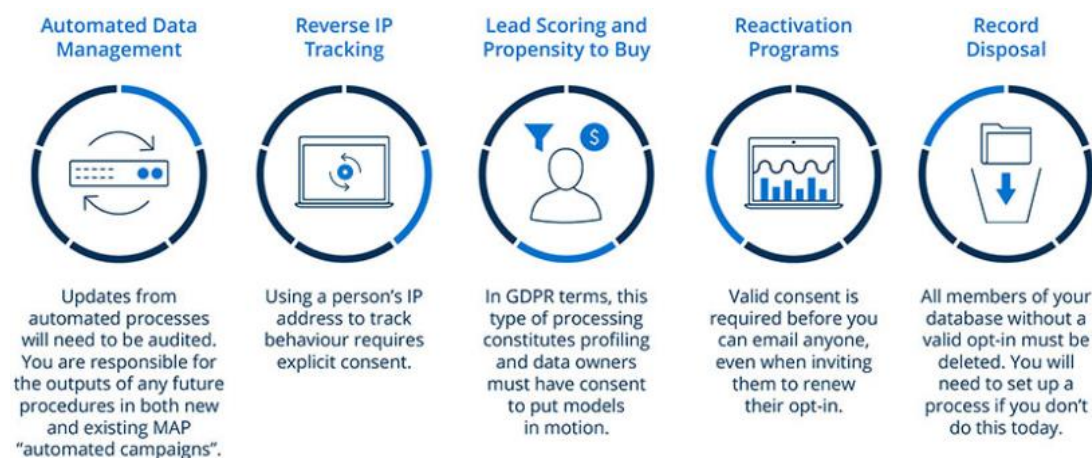 Automated Data
Management
Reverse IP
Tracking
Lead Scoring and
Propensity to Buy
Reactivation
Programs
Record
Disposal
$
Updates from
automated processes
will need to be audited.
You are responsible for
the outputs of any future
procedures in both new
and existing MAP
“automated campaigns”.
Using a person’s IP
address to track
behaviour requires
explicit consent.
In GDPR terms, this
type of processing
constitutes profiling
and data owners
must have consent
to put models
in motion.
Valid consent is
required before you
can email anyone,
even when inviting
them to renew
their opt-in.
All members of your
database without a
valid opt-in must be
deleted. You will
need to set up a
process if you don’t
do this today.